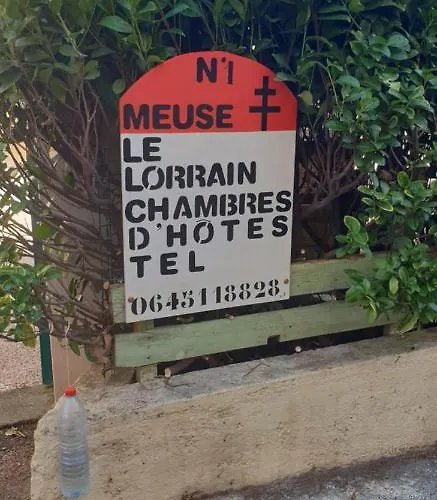 N°1
MEUSE
LE
LORRAIN
CHAMBRES
D'HÔTES
TEL
0645118828